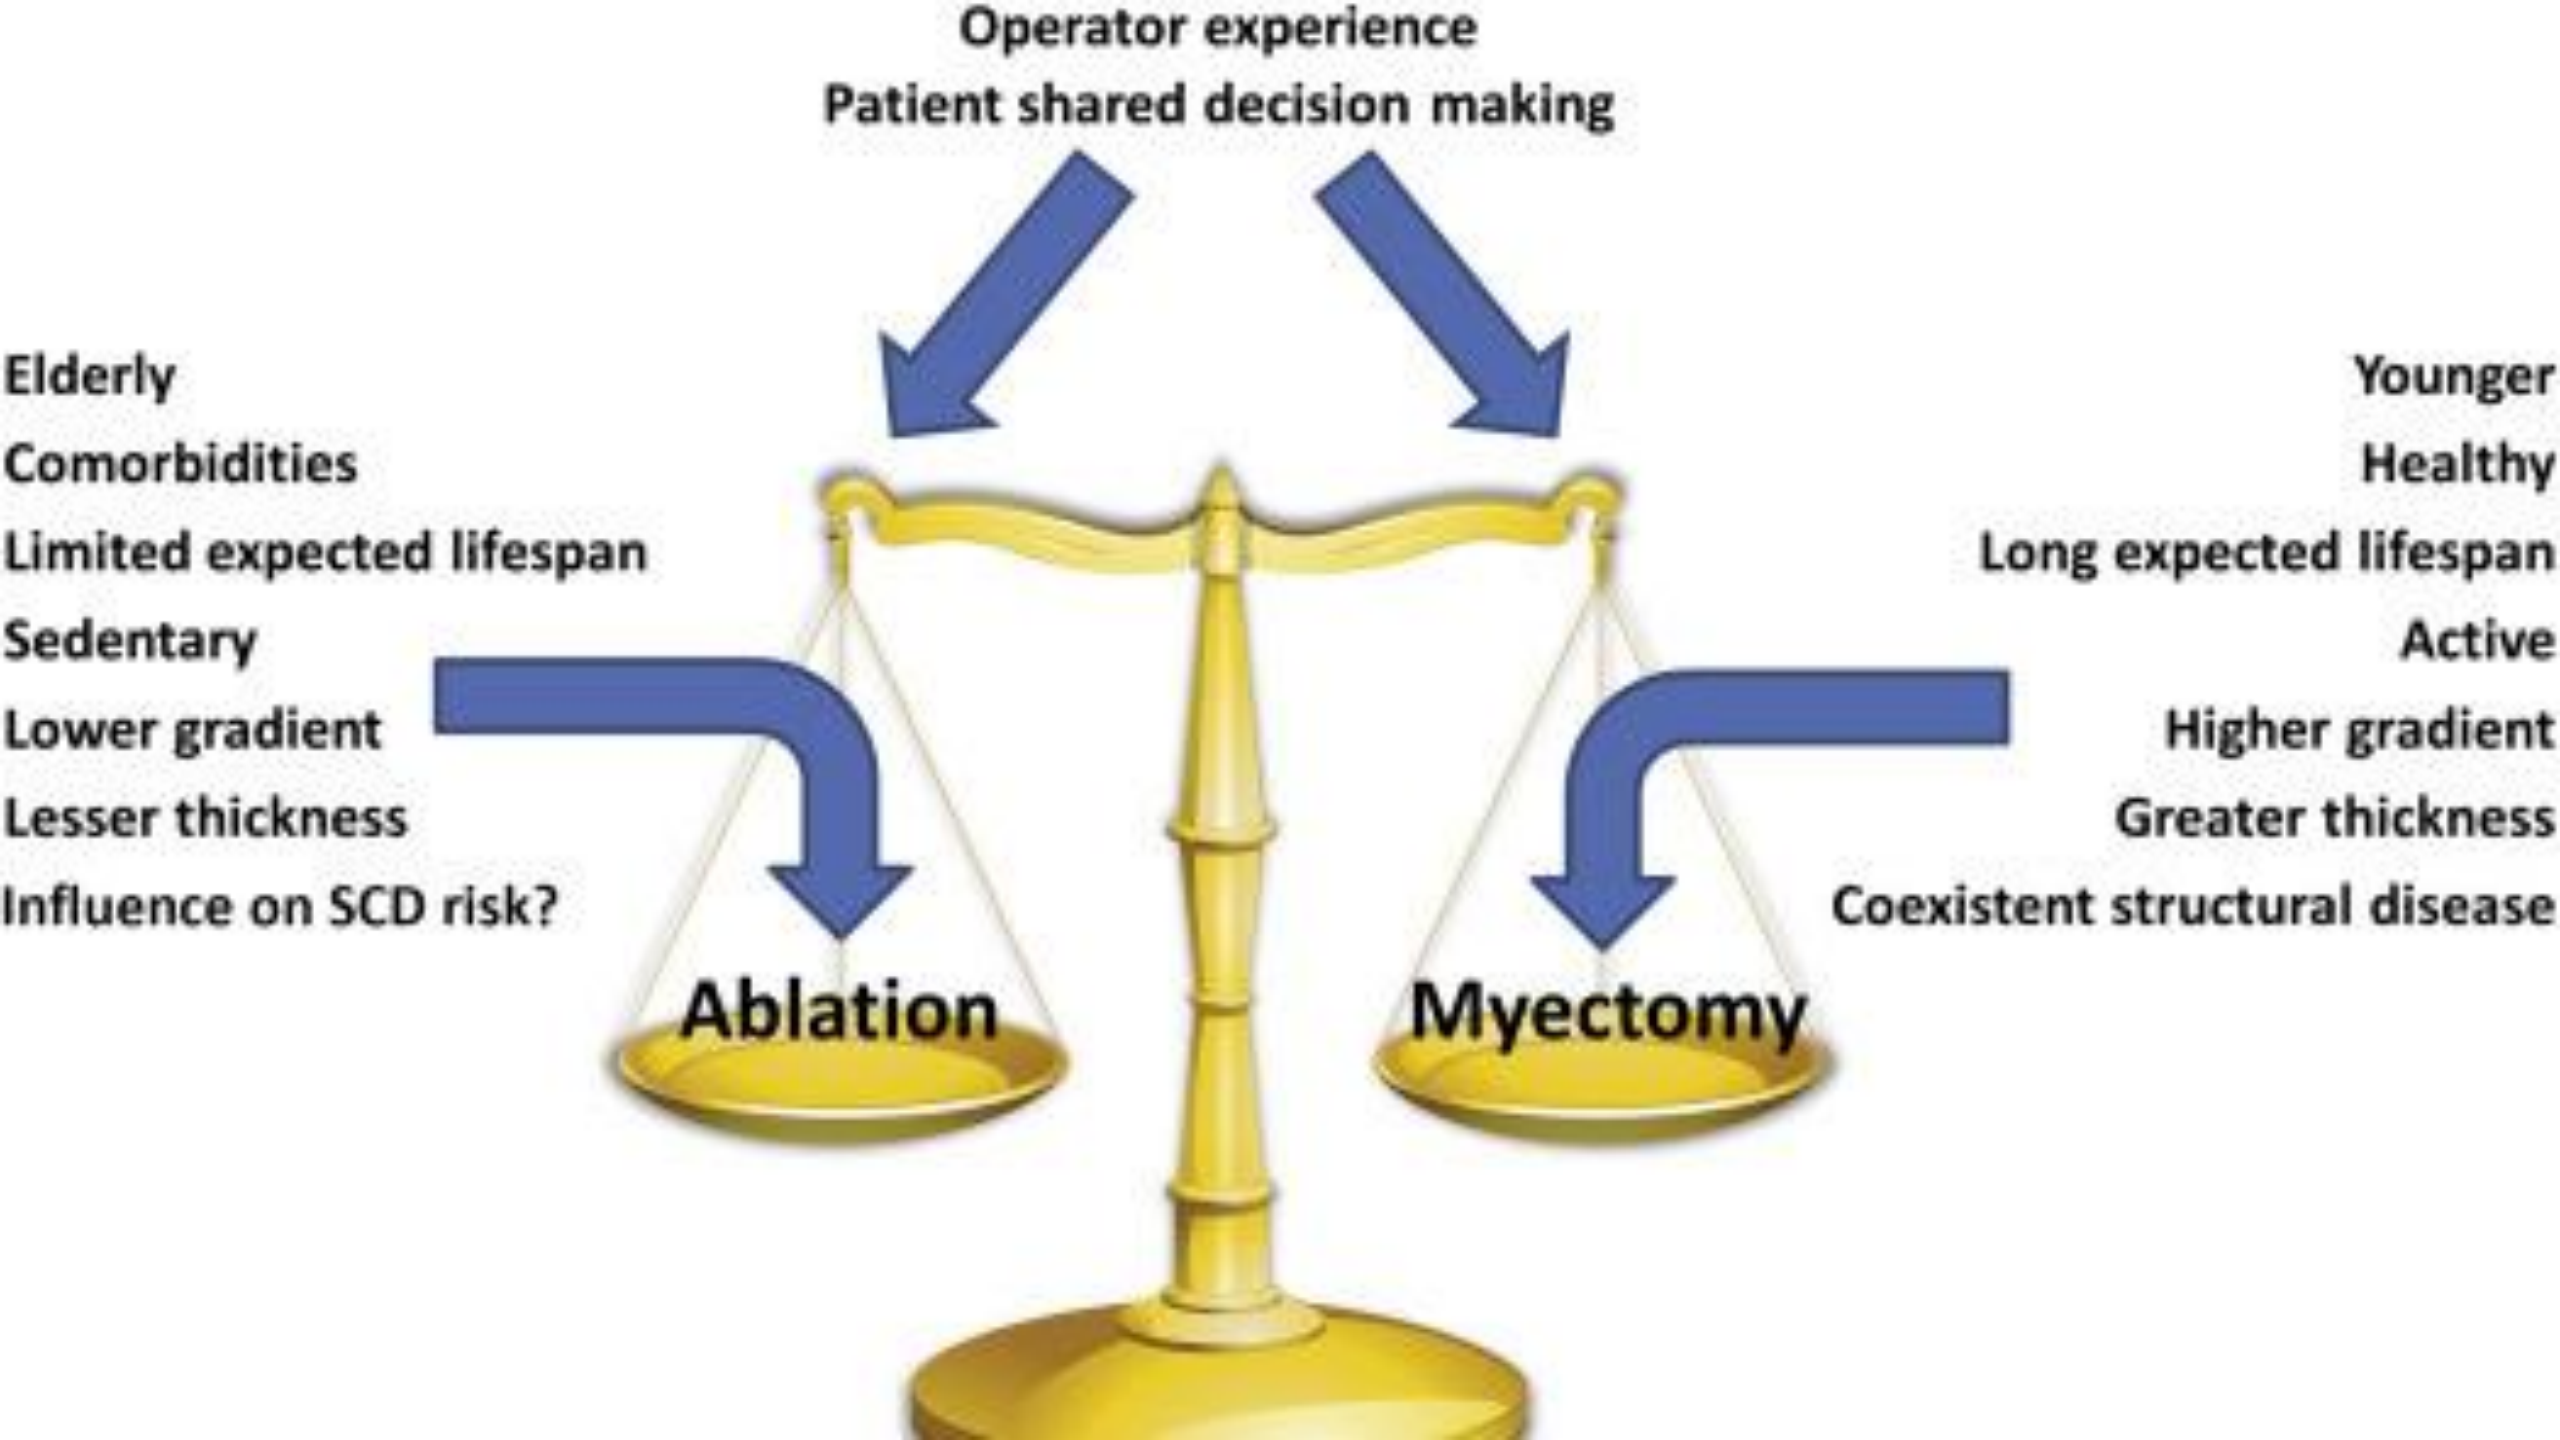 Operator experience
Patient shared decision making
Elderly
Comorbidities
Limited expected lifespan
Sedentary
Lower gradient
Lesser thickness
Influence on SCD risk?
Younger
Healthy
Long expected lifespan
Active
Higher gradient
Greater thickness
Coexistent structural disease
Ablation
Myectomy